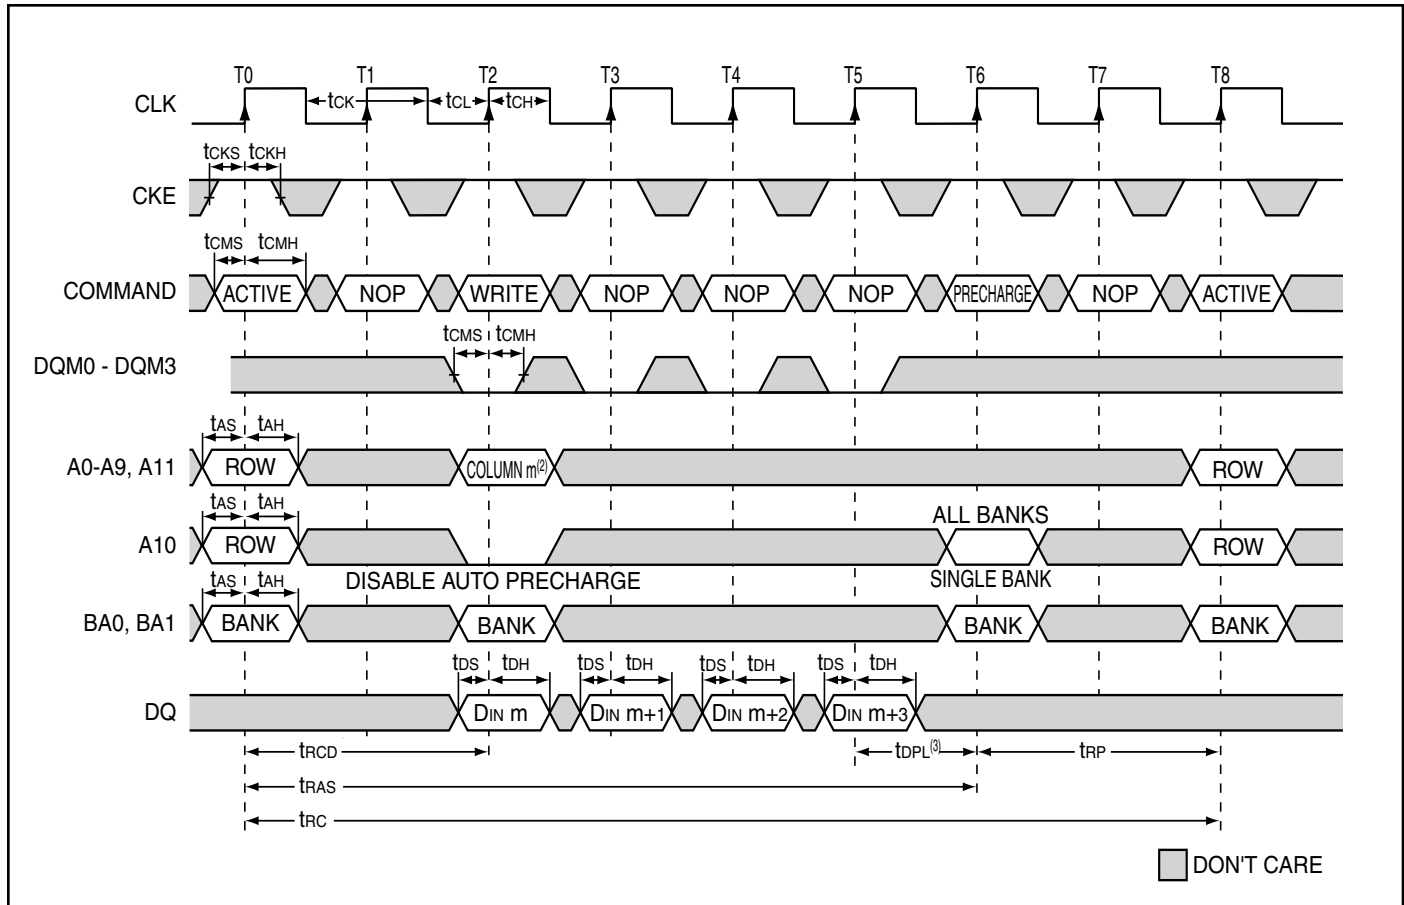 T0 T1 T2 T3 T4 T5 T6 T7 T8
CLK tCK tCL tCH
tCKS tCKH
CKE
tCMS tCMH
COMMAND ACTIVE NOP WRITE NOP NOP NOP PRECHARGE NOP ACTIVE
tCMS tCMH
DQM0 - DQM3
tAS tAH
A0-A9, A11 ROW COLUMN m(2) ROW
tAS tAH ALL BANKS
A10 ROW ROW
tAS tAH DISABLE AUTO PRECHARGE SINGLE BANK
BA0, BA1 BANK BANK BANK BANK
tDS tDH tDS tDH tDS tDH tDS tDH
DQ DIN m DIN m+1 DIN m+2 DIN m+3
tRCD tDPL(3) tRP
tRAS
tRC
DON'T CARE